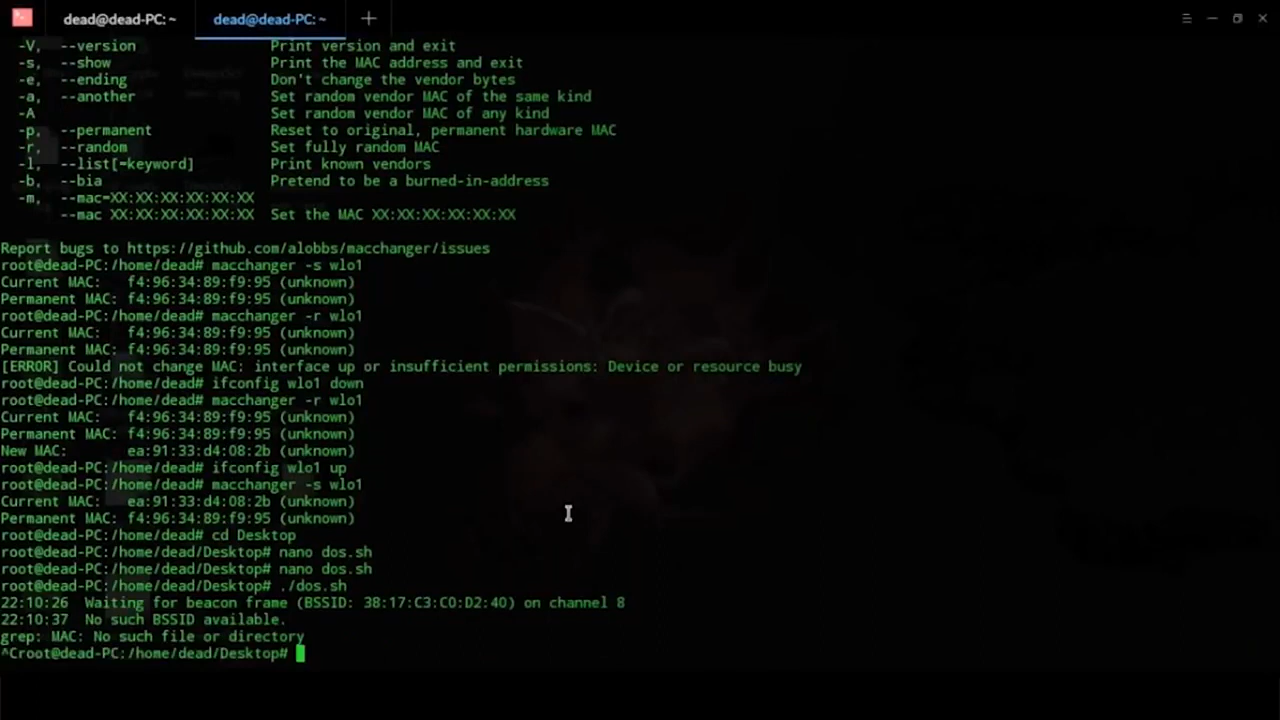 dead@dead-PC: ~ dead@dead-PC: ~
-V, --version Print version and exit
-s, --show Print the MAC address and exit
-e, --ending Don't change the vendor bytes
-a, --another Set random vendor MAC of the same kind
-A Set random vendor MAC of any kind
-p, --permanent Reset to original, permanent hardware MAC
-r, --random Set fully random MAC
-l, --list[=keyword] Print known vendors
-b, --bia Pretend to be a burned-in-address
-m, --mac=XX:XX:XX:XX:XX:XX
--mac XX:XX:XX:XX:XX:XX Set the MAC XX:XX:XX:XX:XX:XX
Report bugs to https://github.com/alobbs/macchanger/issues
root@dead-PC:/home/dead# macchanger -s wlo1
Current MAC: f4:96:34:89:f9:95 (unknown)
Permanent MAC: f4:96:34:89:f9:95 (unknown)
root@dead-PC:/home/dead# macchanger -r wlo1
Current MAC: f4:96:34:89:f9:95 (unknown)
Permanent MAC: f4:96:34:89:f9:95 (unknown)
[ERROR] Could not change MAC: interface up or insufficient permissions: Device or resource busy
root@dead-PC:/home/dead# ifconfig wlo1 down
root@dead-PC:/home/dead# macchanger -r wlo1
Current MAC: f4:96:34:89:f9:95 (unknown)
Permanent MAC: f4:96:34:89:f9:95 (unknown)
New MAC: ea:91:33:d4:08:2b (unknown)
root@dead-PC:/home/dead# ifconfig wlo1 up
root@dead-PC:/home/dead# macchanger -s wlo1
Current MAC: ea:91:33:d4:08:2b (unknown)
Permanent MAC: f4:96:34:89:f9:95 (unknown)
root@dead-PC:/home/dead# cd Desktop
root@dead-PC:/home/dead/Desktop# nano dos.sh
root@dead-PC:/home/dead/Desktop# nano dos.sh
root@dead-PC:/home/dead/Desktop# ./dos.sh
22:10:26 Waiting for beacon frame (BSSID: 38:17:C3:C0:D2:40) on channel 8
22:10:37 No such BSSID available.
grep: MAC: No such file or directory
^Croot@dead-PC:/home/dead/Desktop#